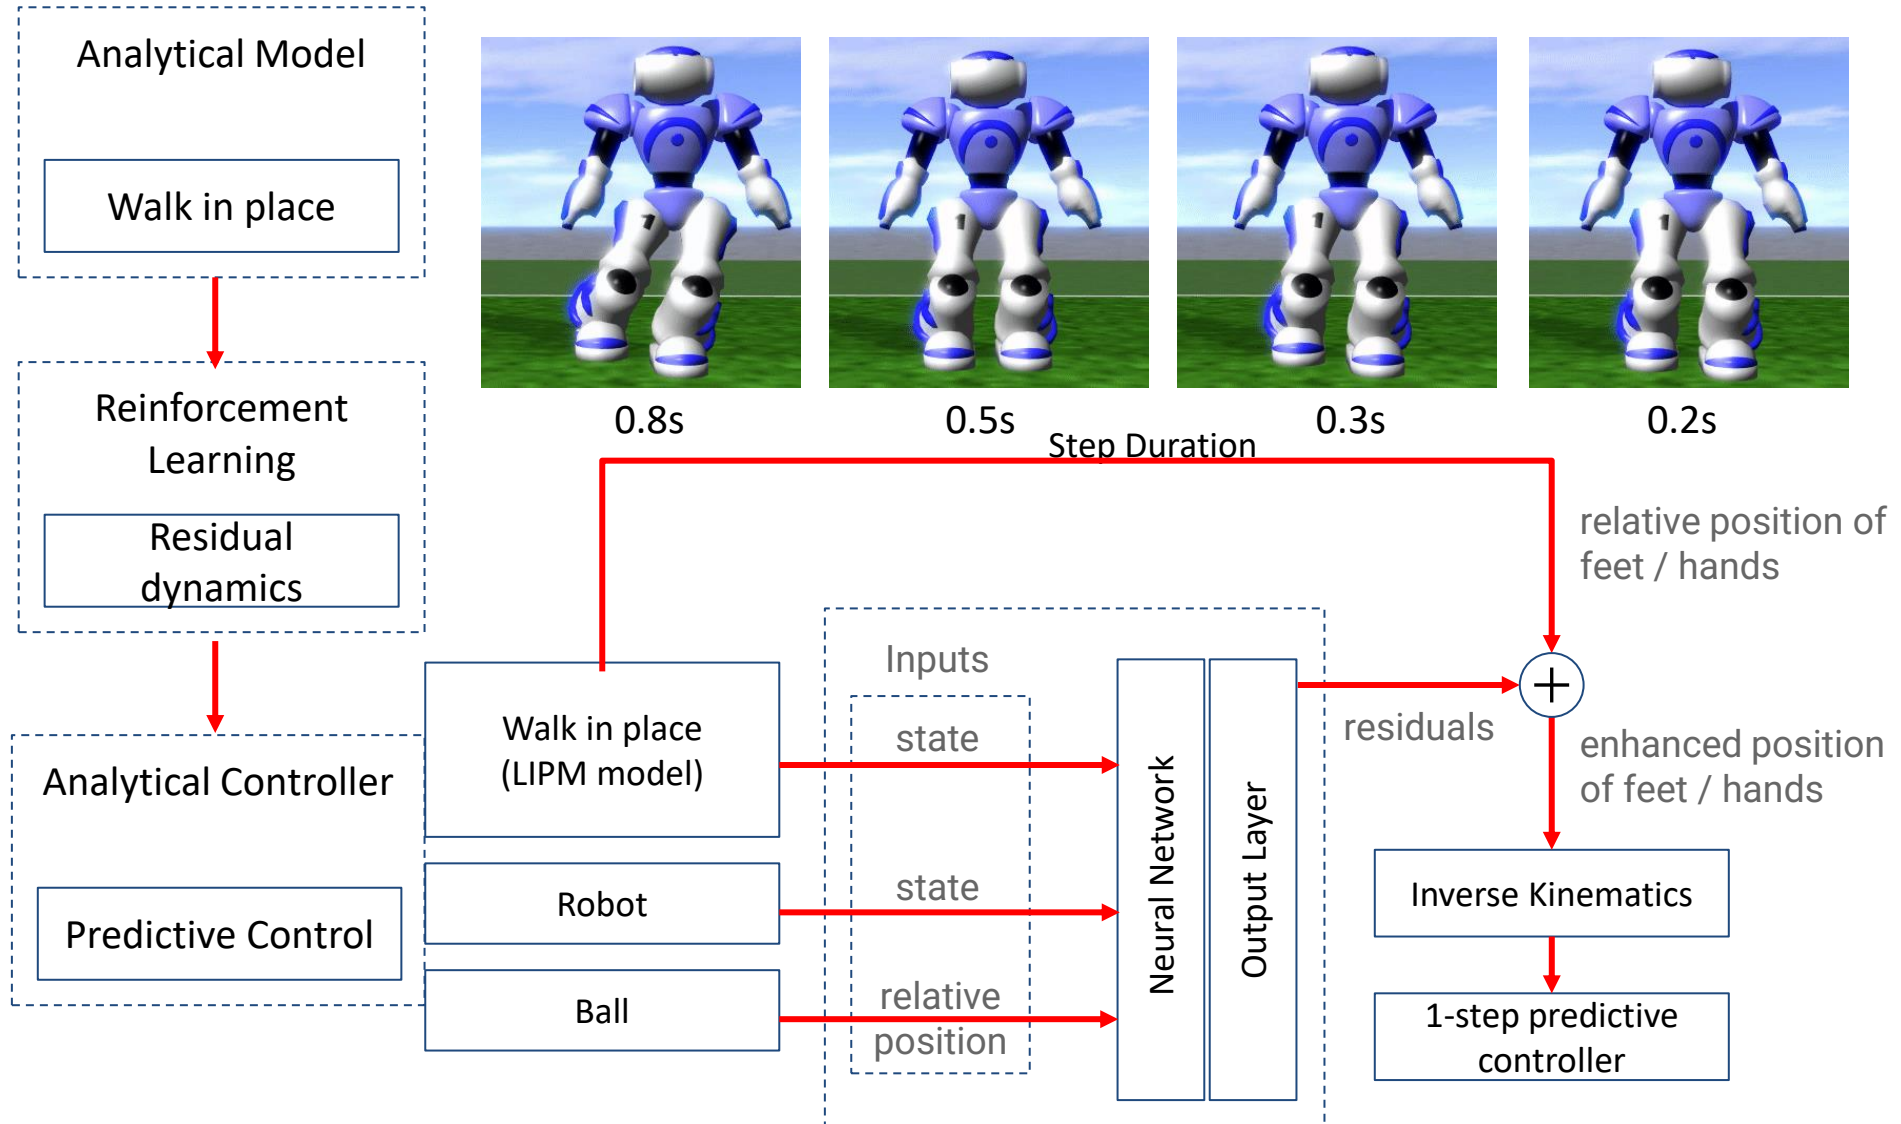 Analytical Model
Walk in place
Reinforcement
Learning
Residual
dynamics
Analytical Controller
Predictive Control
1
1
1
1
0.8s
0.5s
0.3s
0.2s
Step Duration
relative position of
feet / hands
Walk in place
(LIPM model)
Robot
Ball
Inputs
state
state
relative
position
Neural Network
Output Layer
residuals
+
enhanced position
of feet / hands
Inverse Kinematics
1-step predictive
controller